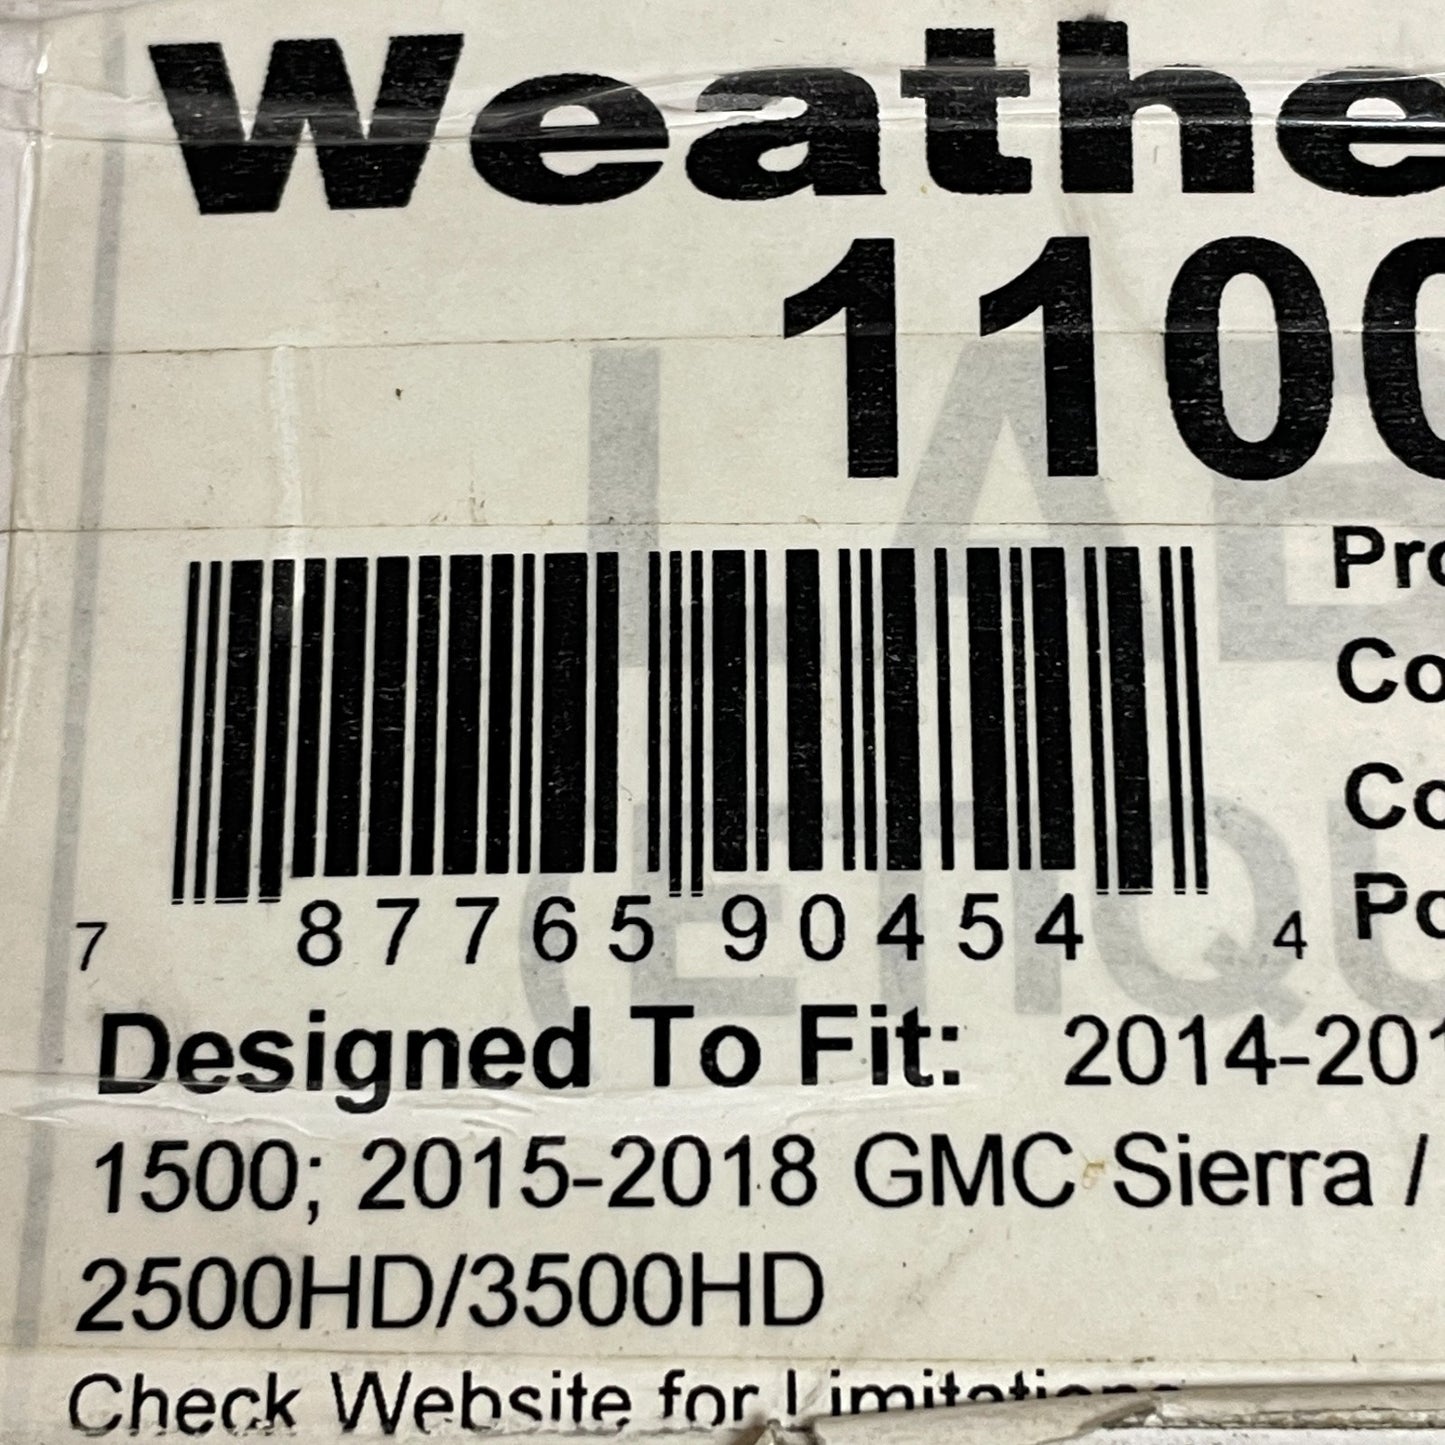 Weathe
1100
Pro
Co
Co
Po
7 87765 90454 4
Designed To Fit: 2014-201
1500; 2015-2018 GMC Sierra /
2500HD/3500HD
Check Website for Limitations